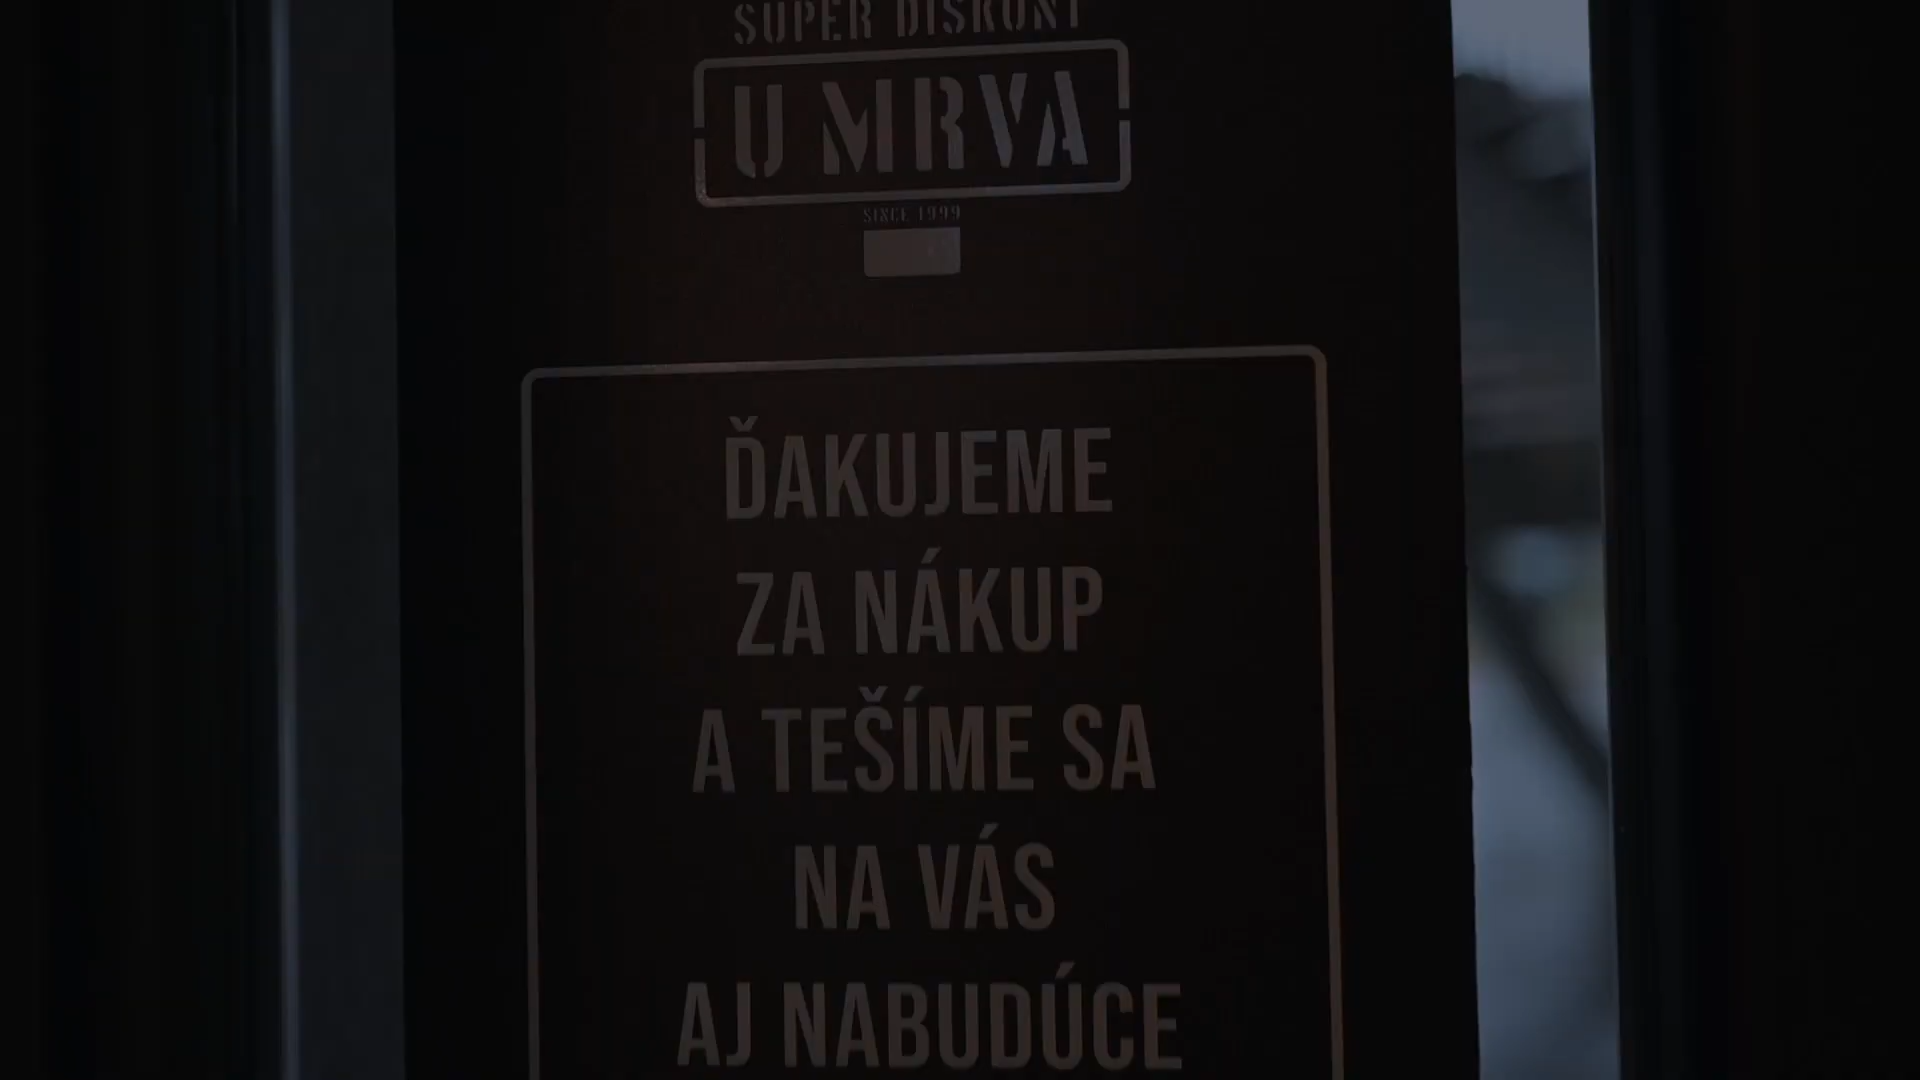 SUPER DISKONT
U MRVA
SINCE 1999
ĎAKUJEME
ZA NÁKUP
A TEŠÍME SA
NA VÁS
AJ NABUDÚCE